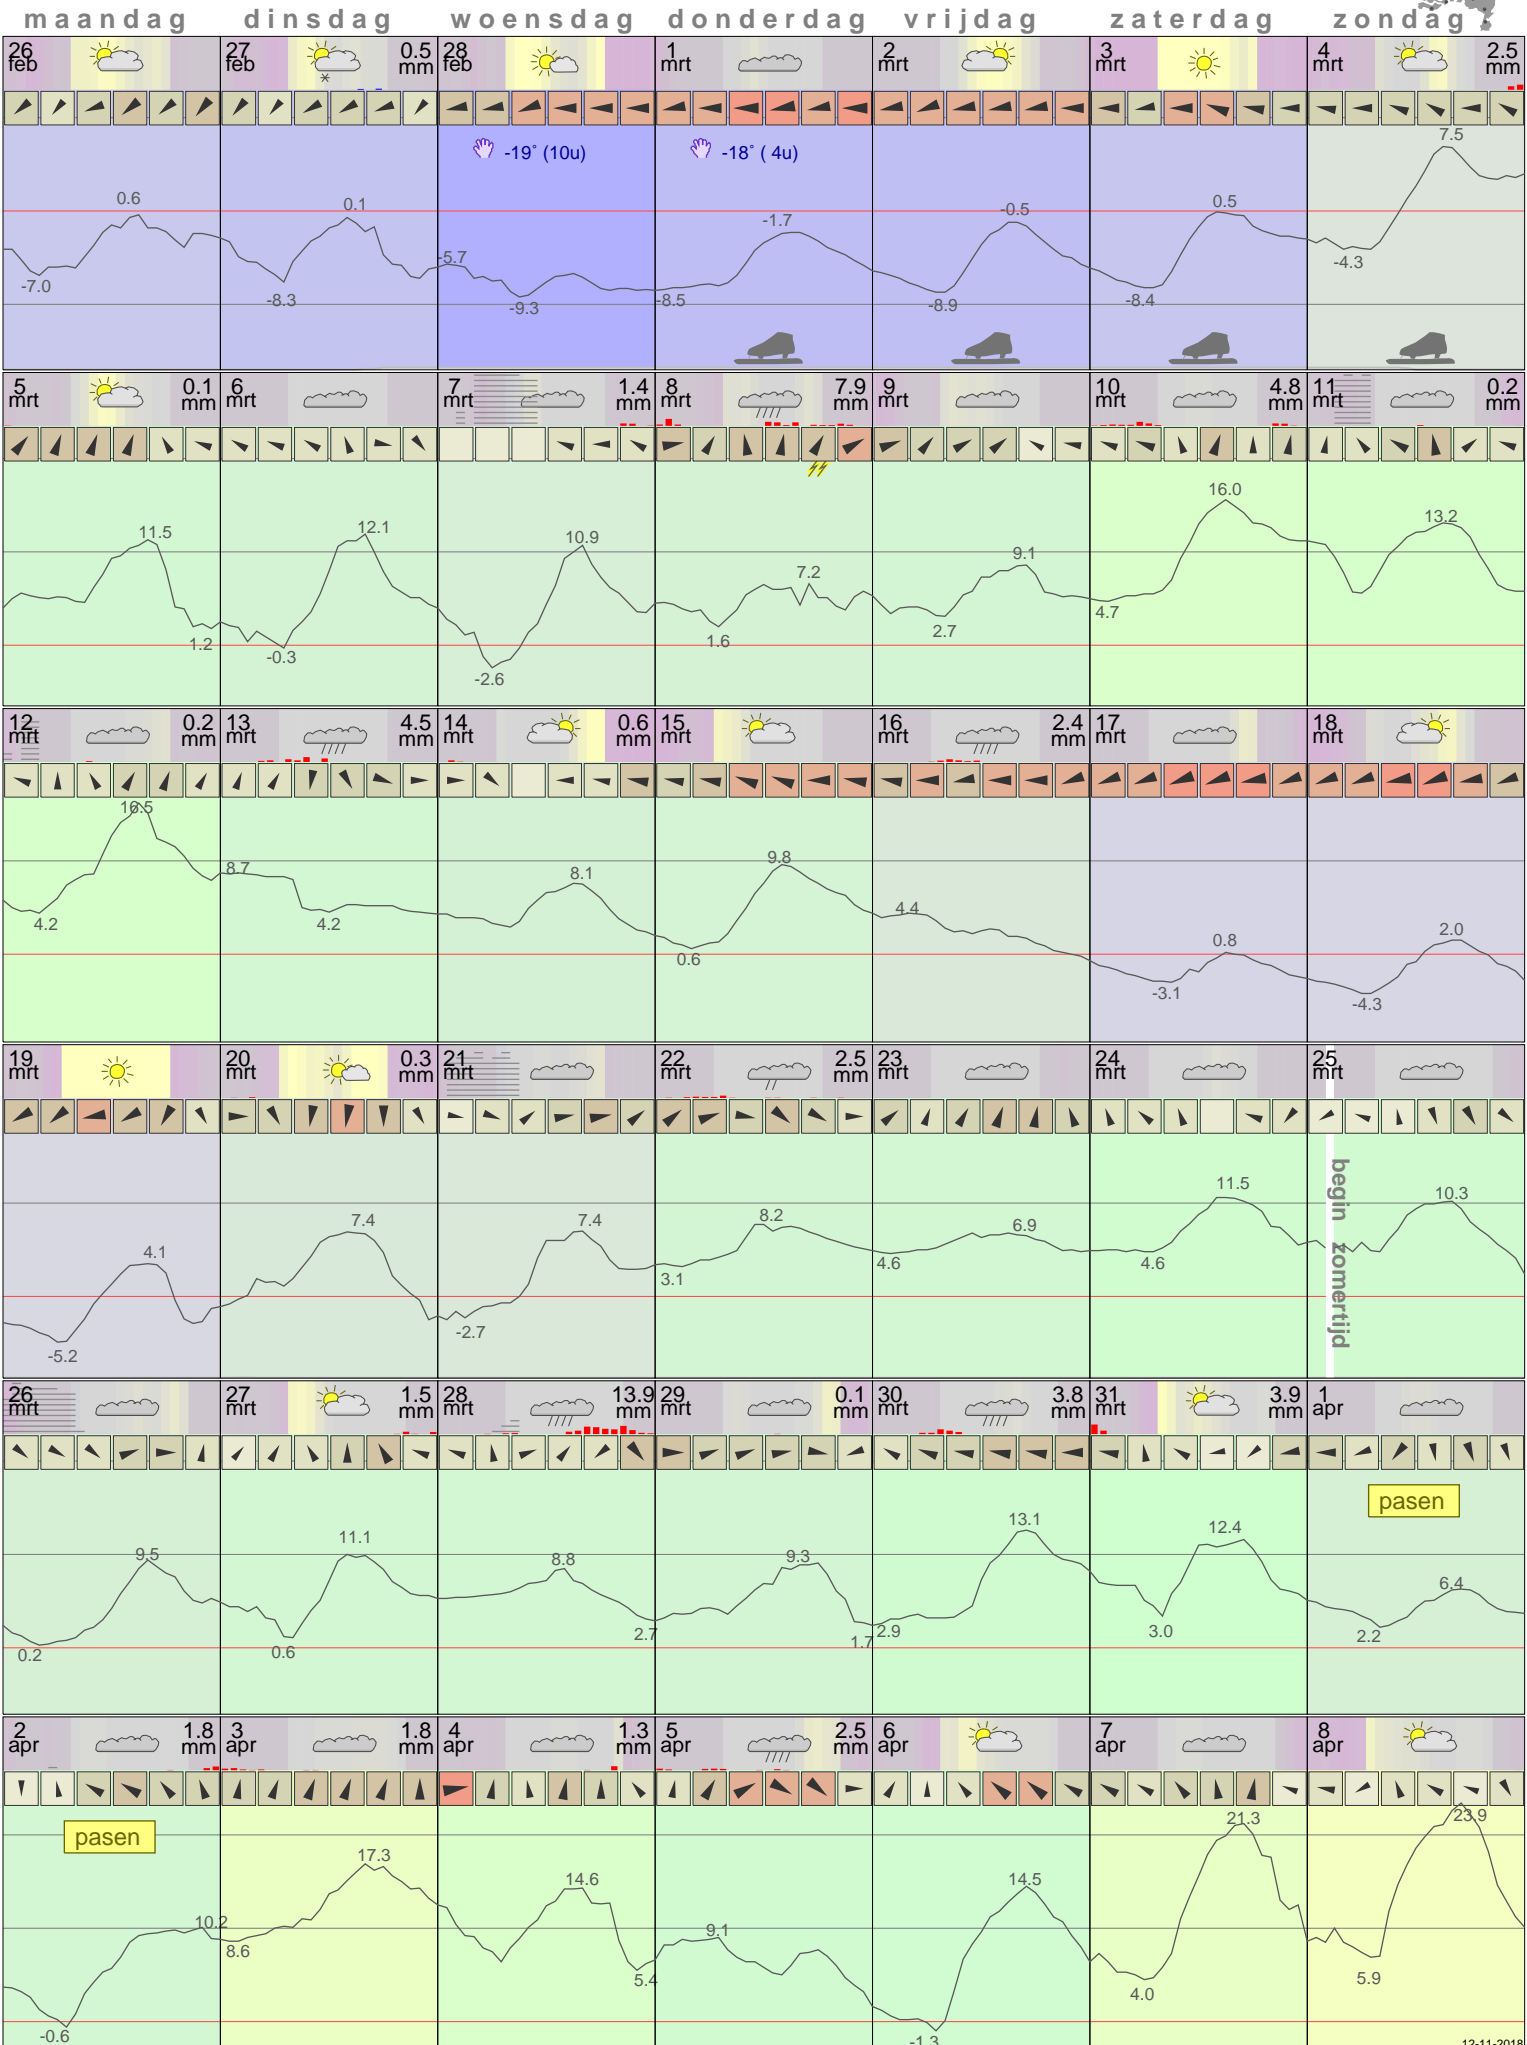 maandag dinsdag woensdag donderdag vrijdag zaterdag zondag
26 27 0.5 28 1 2 3 4 2.5
feb feb mm feb mrt mrt mrt mrt mm
-19° (10u) -18° ( 4u)
7.5
0.6 0.1 -5.7 -1.7 -0.5 0.5
-7.0 -8.3 -9.3 -8.5 -8.9 -8.4 -4.3
5 0.1 6 7 1.4 8 7.9 9 10 4.8 11 0.2
mrt mm mrt mrt mm mrt mm mrt mrt mm mrt mm
11.5 12.1 10.9 7.2 9.1 16.0 13.2
1.2 -0.3 -2.6 1.6 2.7 4.7
12 0.2 13 4.5 14 0.6 15 16 2.4 17 18
mrt mm mrt mm mrt mm mrt mrt mm mrt mrt
16.5 8.7 8.1 9.8 4.4 0.8 2.0
4.2 4.2 0.6 -3.1 -4.3
19 20 0.3 21 22 2.5 23 24 25
mrt mrt mm mrt mrt mm mrt mrt mrt
begin zomertijd
4.1 7.4 7.4 8.2 6.9 11.5 10.3
-5.2 -2.7 3.1 4.6 4.6
26 27 1.5 28 13.9 29 0.1 30 3.8 31 3.9 1
mrt mrt mm mrt mm mrt mm mrt mm mrt mm apr
pasen
9.5 11.1 8.8 9.3 13.1 12.4 6.4
0.2 0.6 2.7 1.7 2.9 3.0 2.2
2 1.8 3 1.8 4 1.3 5 2.5 6 7 8
apr mm apr mm apr mm apr mm apr apr apr
pasen
10.2 17.3 14.6 9.1 14.5 21.3 23.9
-0.6 8.6 5.4 -1.3 4.0 5.9
12-11-2018